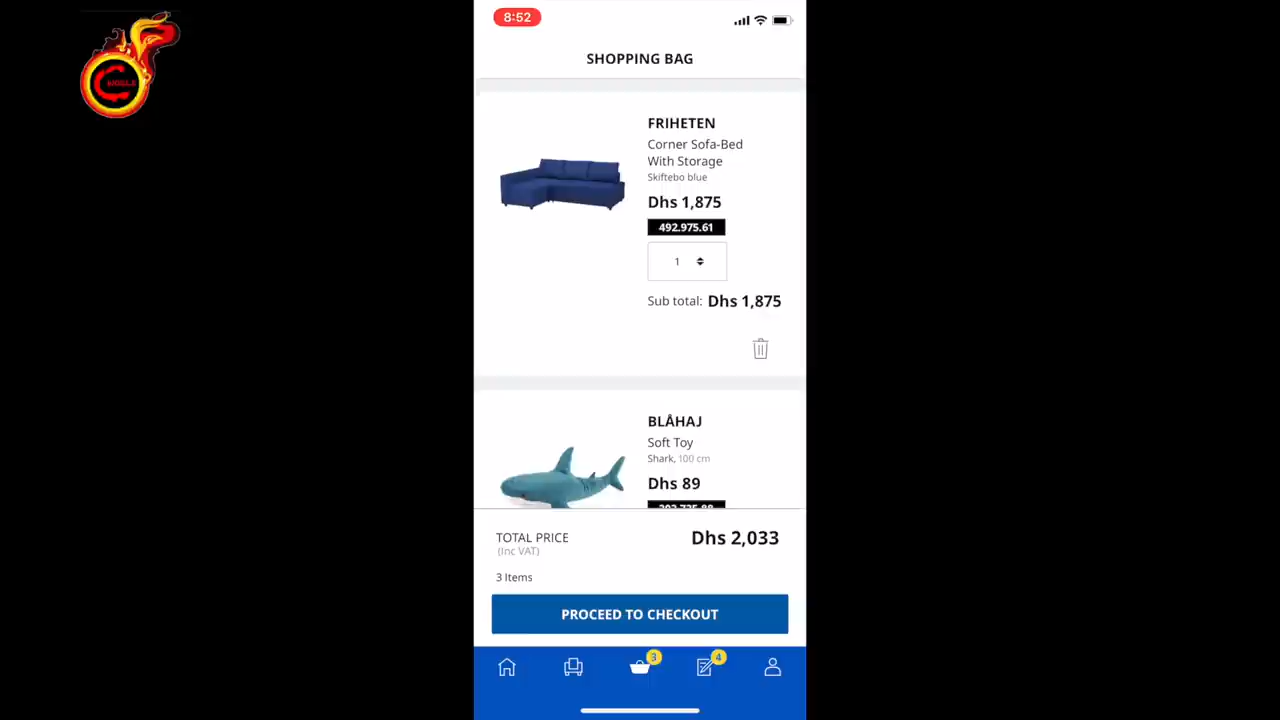 8:52
SHOPPING BAG
FRIHETEN
Corner Sofa-Bed
With Storage
Skiftebo blue
Dhs 1,875
492.975.61
1
Sub total: Dhs 1,875
BLÅHAJ
Soft Toy
Shark, 100 cm
Dhs 89
TOTAL PRICE
(Inc VAT)
Dhs 2,033
3 Items
PROCEED TO CHECKOUT
3
4